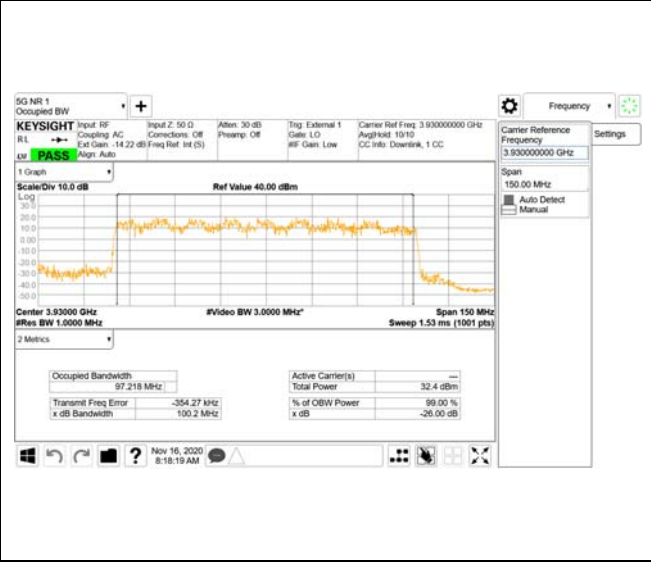 5G NR 1
Occupied BW
Frequency
KEYSIGHT
R L
PASS
Input: RF
Coupling: AC
Ext Gain: -14.22 dB
Align: Auto
Input Z: 50 Ω
Corrections: Off
Freq Ref: Int (S)
Atten: 30 dB
Preamp: Off
Trig: External 1
Gate: LO
#IF Gain: Low
Carrier Ref Freq: 3.930000000 GHz
Avg|Hold: 10/10
CC Info: Downlink, 1 CC
Carrier Reference
Frequency
3.930000000 GHz
Settings
Span
150.00 MHz
Auto Detect
Manual
1 Graph
Scale/Div 10.0 dB
Ref Value 40.00 dBm
Log
30.0
20.0
10.0
0.00
-10.0
-20.0
-30.0
-40.0
-50.0
Center 3.93000 GHz
#Video BW 3.0000 MHz*
Span 150 MHz
#Res BW 1.0000 MHz
Sweep 1.53 ms (1001 pts)
2 Metrics
Occupied Bandwidth
97.218 MHz
Transmit Freq Error -354.27 kHz
x dB Bandwidth 100.2 MHz
Active Carrier(s) ---
Total Power 32.4 dBm
% of OBW Power 99.00 %
x dB -26.00 dB
?
Nov 16, 2020
8:18:19 AM